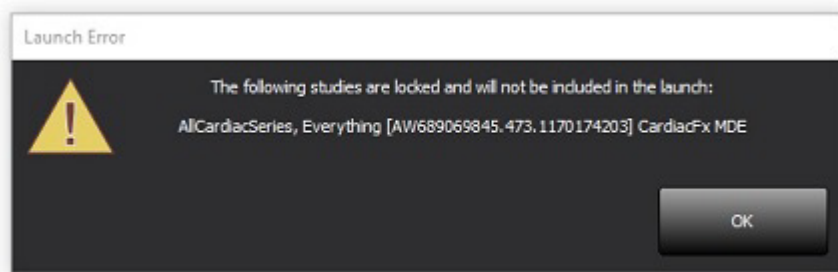 Launch Error
The following studies are locked and will not be included in the launch:
AllCardiacSeries, Everything [AW689069845.473.1170174203] CardiacFx MDE
OK